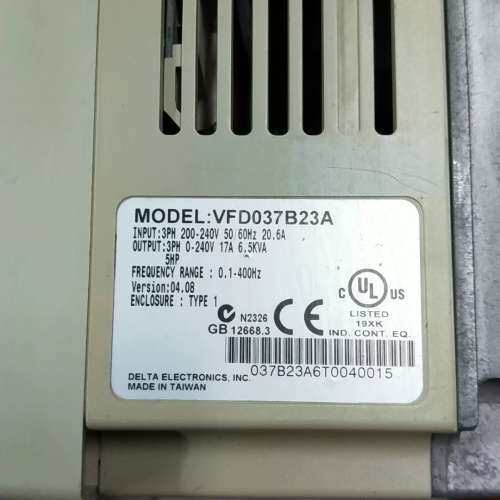 MODEL:VFD037B23A
INPUT:3PH 200-240V 50/60Hz 20.6A
OUTPUT:3PH 0-240V 17A 6.5KVA
5HP
FREQUENCY RANGE : 0.1-400Hz
Version:04.08
ENCLOSURE : TYPE 1
N2326
GB 12668.3
CE
C UL US
LISTED
19XK
IND. CONT. EQ.
037B23A6T0040015
DELTA ELECTRONICS, INC.
MADE IN TAIWAN